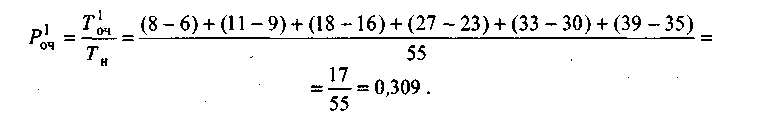 P¹оч = T¹оч / Tн = (8 − 6) + (11 − 9) + (18 − 16) + (27 − 23) + (33 − 30) + (39 − 35) / 55 =
= 17 / 55 = 0,309 .